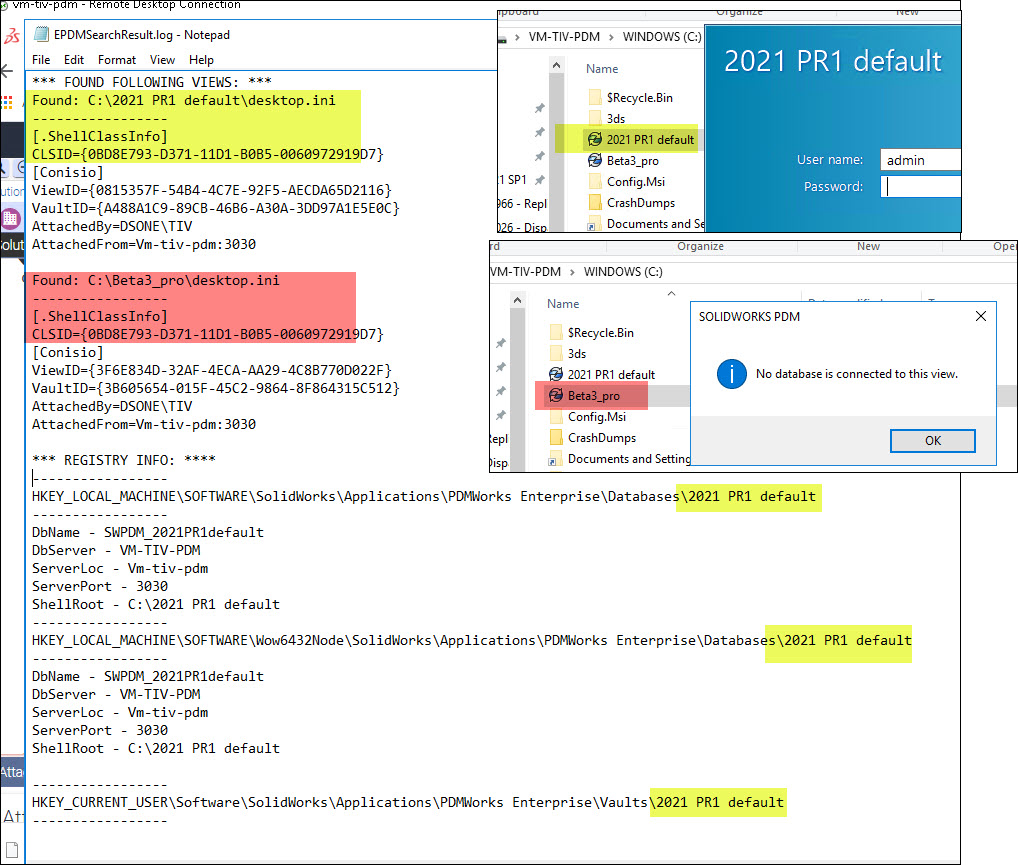 vm-tiv-pdm - Remote Desktop Connection
EPDMSearchResult.log - Notepad
File Edit Format View Help
*** FOUND FOLLOWING VIEWS: ***
Found: C:\2021 PR1 default\desktop.ini
-----------------
[.ShellClassInfo]
CLSID={0BD8E793-D371-11D1-B0B5-0060972919D7}
[Conisio]
ViewID={0815357F-54B4-4C7E-92F5-AECDA65D2116}
VaultID={A488A1C9-89CB-46B6-A30A-3DD97A1E5E0C}
AttachedBy=DSONE\TIV
AttachedFrom=Vm-tiv-pdm:3030
Found: C:\Beta3_pro\desktop.ini
-----------------
[.ShellClassInfo]
CLSID={0BD8E793-D371-11D1-B0B5-0060972919D7}
[Conisio]
ViewID={3F6E834D-32AF-4ECA-AA29-4C8B770D022F}
VaultID={3B605654-015F-45C2-9864-8F864315C512}
AttachedBy=DSONE\TIV
AttachedFrom=Vm-tiv-pdm:3030
*** REGISTRY INFO: ****
-----------------
HKEY_LOCAL_MACHINE\SOFTWARE\SolidWorks\Applications\PDMWorks Enterprise\Databases\2021 PR1 default
-----------------
DbName - SWPDM_2021PR1default
DbServer - VM-TIV-PDM
ServerLoc - Vm-tiv-pdm
ServerPort - 3030
ShellRoot - C:\2021 PR1 default
-----------------
HKEY_LOCAL_MACHINE\SOFTWARE\Wow6432Node\SolidWorks\Applications\PDMWorks Enterprise\Databases\2021 PR1 default
-----------------
DbName - SWPDM_2021PR1default
DbServer - VM-TIV-PDM
ServerLoc - Vm-tiv-pdm
ServerPort - 3030
ShellRoot - C:\2021 PR1 default
-----------------
HKEY_CURRENT_USER\Software\SolidWorks\Applications\PDMWorks Enterprise\Vaults\2021 PR1 default
-----------------
Organize New
VM-TIV-PDM > WINDOWS (C:)
Name
$Recycle.Bin
3ds
2021 PR1 default
Beta3_pro
Config.Msi
CrashDumps
Documents and Se
SP1
966 - Repl
026 - Disp
2021 PR1 default
User name: admin
Password:
Organize New Open
VM-TIV-PDM > WINDOWS (C:)
Name
$Recycle.Bin
3ds
2021 PR1 default
Beta3_pro
Config.Msi
CrashDumps
Documents and Setting
Repl
Disp
SOLIDWORKS PDM
No database is connected to this view.
OK